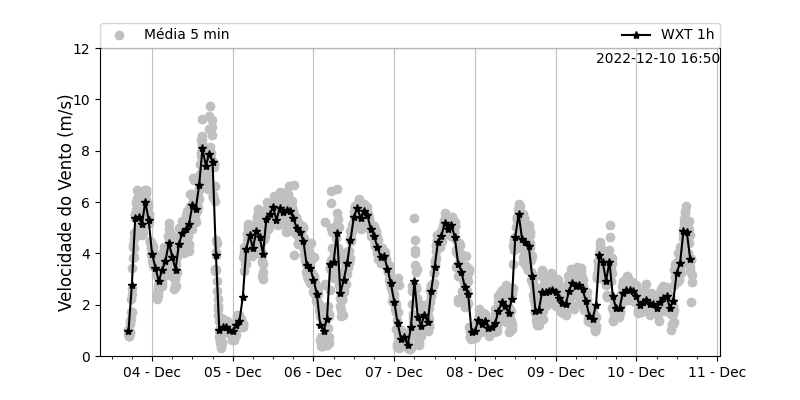 Média 5 min
WXT 1h
2022-12-10 16:50
Velocidade do Vento (m/s)
12
10
8
6
4
2
0
04 - Dec
05 - Dec
06 - Dec
07 - Dec
08 - Dec
09 - Dec
10 - Dec
11 - Dec